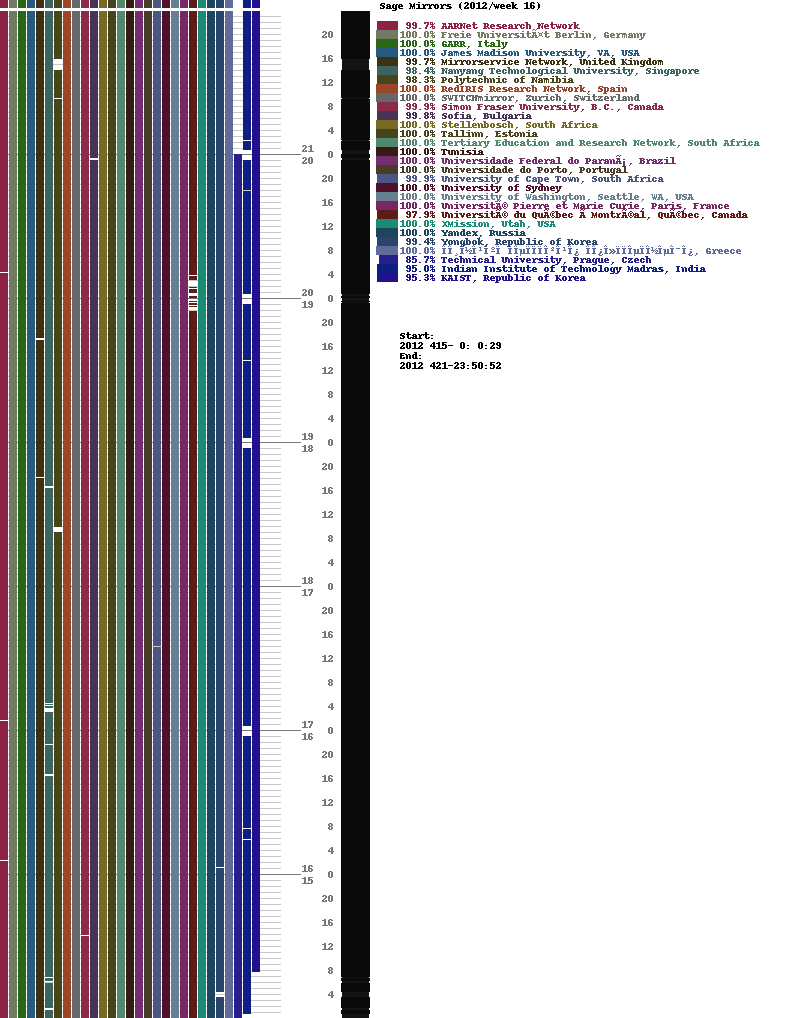 Sage Mirrors (2012/week 16)
99.7% AARNet Research Network
100.0% Freie UniversitÃ¤t Berlin, Germany
100.0% GARR, Italy
100.0% James Madison University, VA, USA
99.7% Mirrorservice Network, United Kingdom
98.4% Nanyang Technological University, Singapore
98.3% Polytechnic of Namibia
100.0% RedIRIS Research Network, Spain
100.0% SWITCHmirror, Zurich, Switzerland
99.9% Simon Fraser University, B.C., Canada
99.8% Sofia, Bulgaria
100.0% Stellenbosch, South Africa
100.0% Tallinn, Estonia
100.0% Tertiary Education and Research Network, South Africa
100.0% Tunisia
100.0% Universidade Federal do ParanÃ¡, Brazil
100.0% Universidade do Porto, Portugal
99.9% University of Cape Town, South Africa
100.0% University of Sydney
100.0% University of Washington, Seattle, WA, USA
100.0% UniversitÃ© Pierre et Marie Curie, Paris, France
97.9% UniversitÃ© du QuÃ©bec A MontrÃ©al, QuÃ©bec, Canada
100.0% XMission, Utah, USA
100.0% Yandex, Russia
99.4% Yongbok, Republic of Korea
100.0% Greece
85.7% Technical University, Prague, Czech
95.0% Indian Institute of Technology Madras, India
95.3% KAIST, Republic of Korea
Start:
2012 415- 0: 0:29
End:
2012 421-23:50:52
20
16
12
8
4
21
0
20
20
16
12
8
4
20
0
19
20
16
12
8
4
19
0
18
20
16
12
8
4
18
0
17
20
16
12
8
4
17
0
16
20
16
12
8
4
16
0
15
20
16
12
8
4